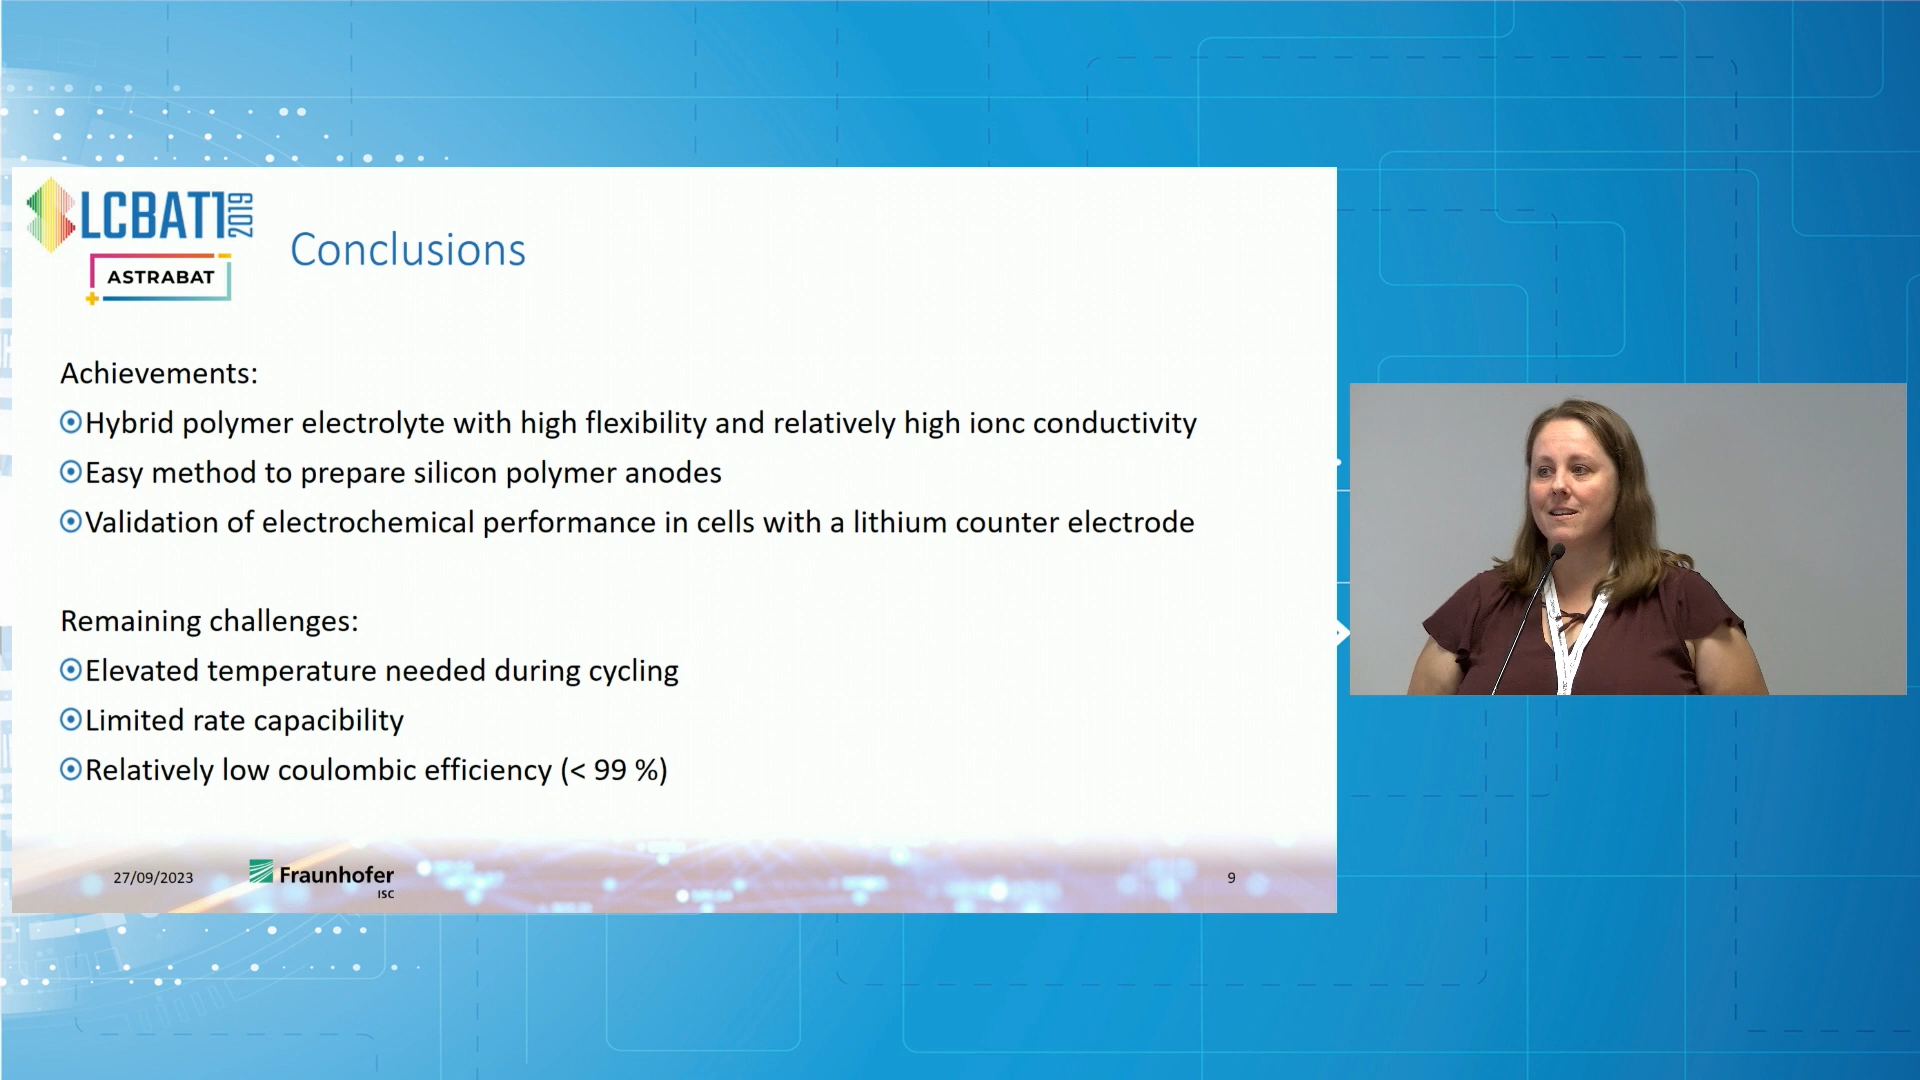 LCBAT1 2019
ASTRABAT
Conclusions
Achievements:
Hybrid polymer electrolyte with high flexibility and relatively high ionc conductivity
Easy method to prepare silicon polymer anodes
Validation of electrochemical performance in cells with a lithium counter electrode
Remaining challenges:
Elevated temperature needed during cycling
Limited rate capacibility
Relatively low coulombic efficiency (< 99 %)
27/09/2023
Fraunhofer
ISC
9